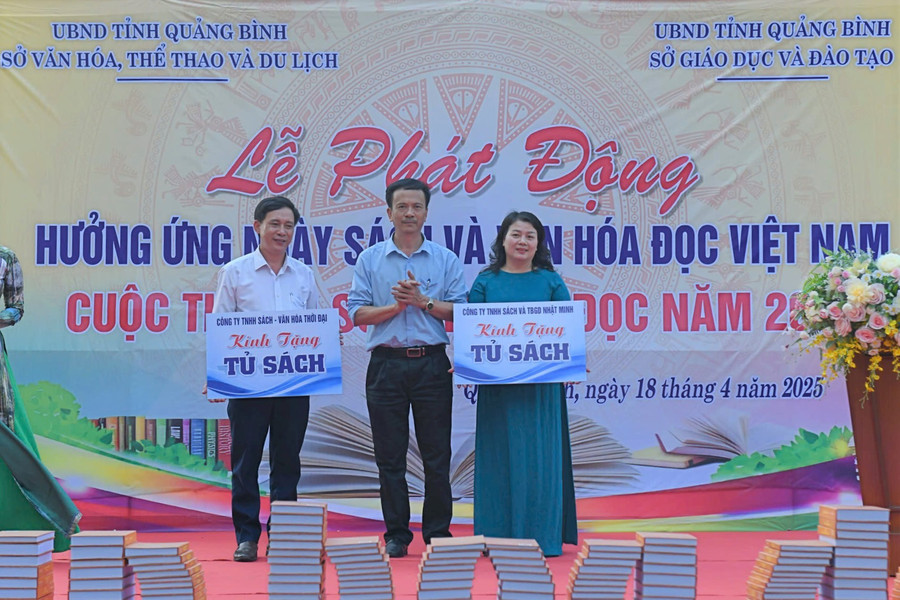 UBND TỈNH QUẢNG BÌNH
SỞ VĂN HÓA, THỂ THAO VÀ DU LỊCH
UBND TỈNH QUẢNG BÌNH
SỞ GIÁO DỤC VÀ ĐÀO TẠO
Lễ Phát Động
HƯỞNG ỨNG NGÀY SÁCH VÀ VĂN HÓA ĐỌC VIỆT NAM
CUỘC ĐỌC NĂM
CÔNG TY TNHH SÁCH - VĂN HÓA THỜI ĐẠI
Kính Tặng
TỦ SÁCH
CÔNG TY TNHH SÁCH VÀ TBGD NHẬT MINH
Kính Tặng
TỦ SÁCH
ngày 18 tháng 4 năm 2025